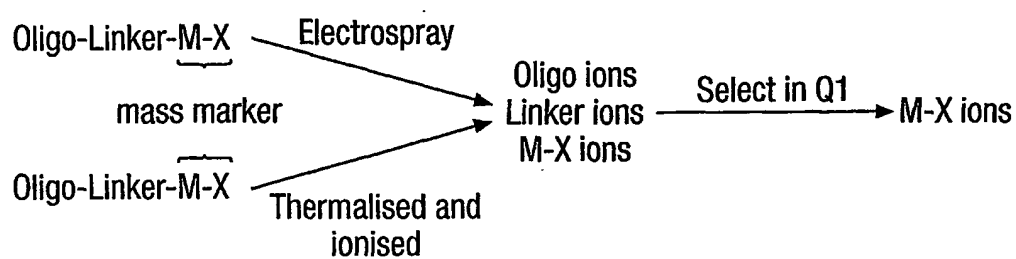 Oligo-Linker-M-X
Electrospray
mass marker
Oligo-Linker-M-X
Thermalised and
ionised
Oligo ions
Linker ions
M-X ions
Select in Q1
M-X ions